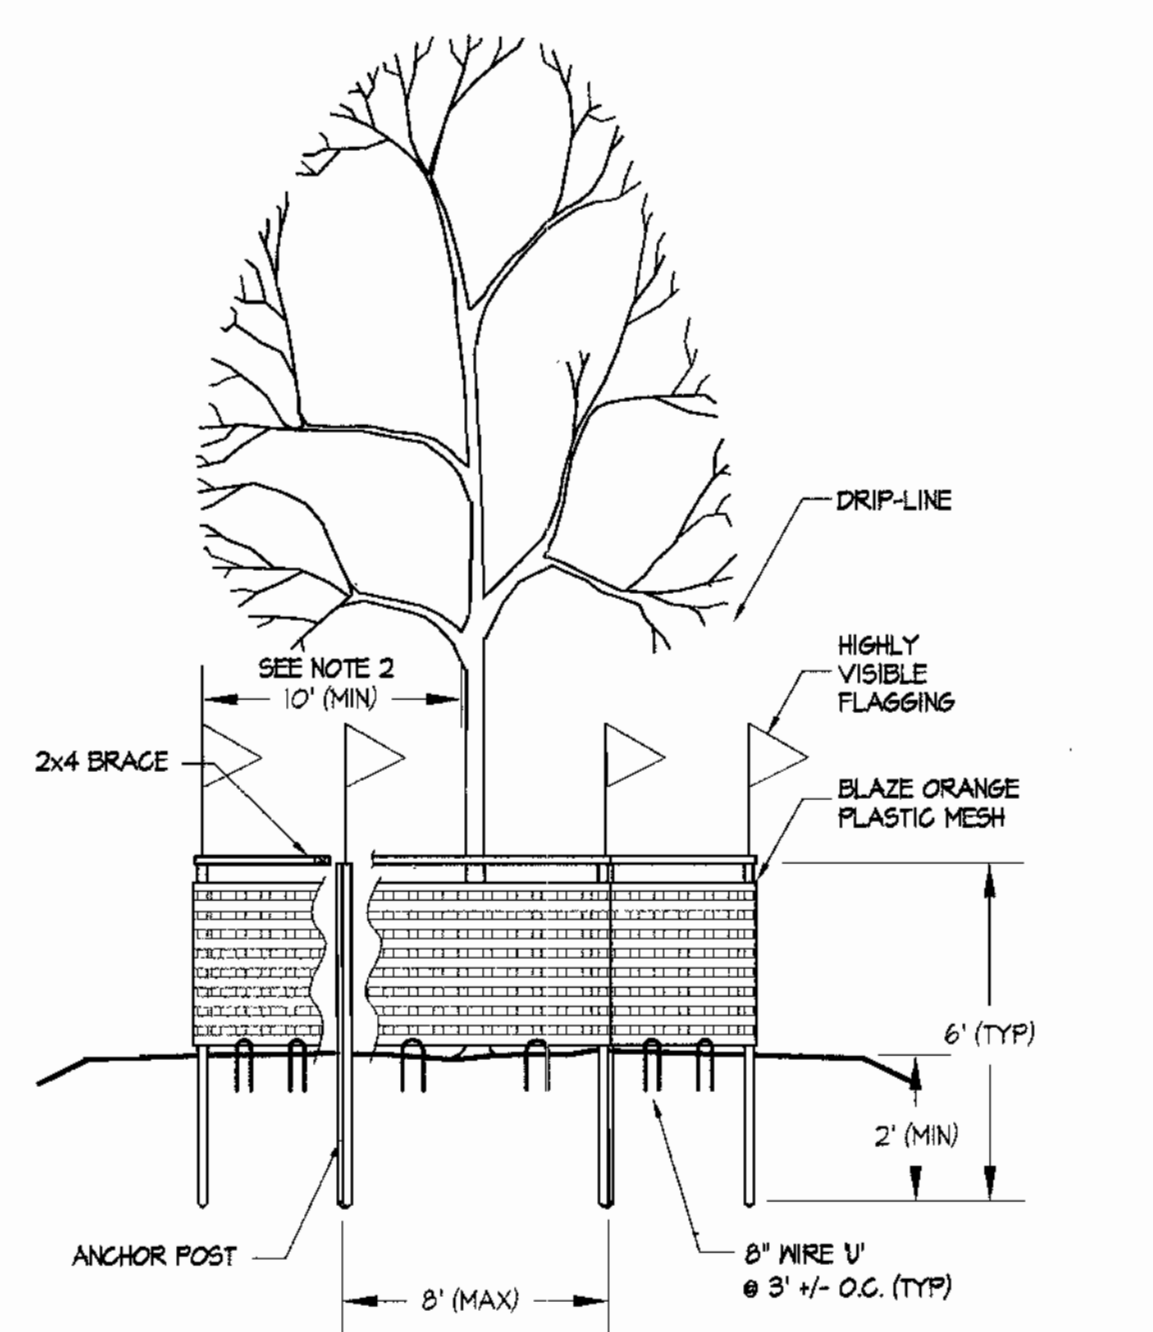 DRIP-LINE
HIGHLY
VISIBLE
FLAGGING
SEE NOTE 2
10' (MIN)
2x4 BRACE
BLAZE ORANGE
PLASTIC MESH
6' (TYP)
2' (MIN)
ANCHOR POST
8" WIRE 'U'
@ 3' +/- O.C. (TYP)
8' (MAX)